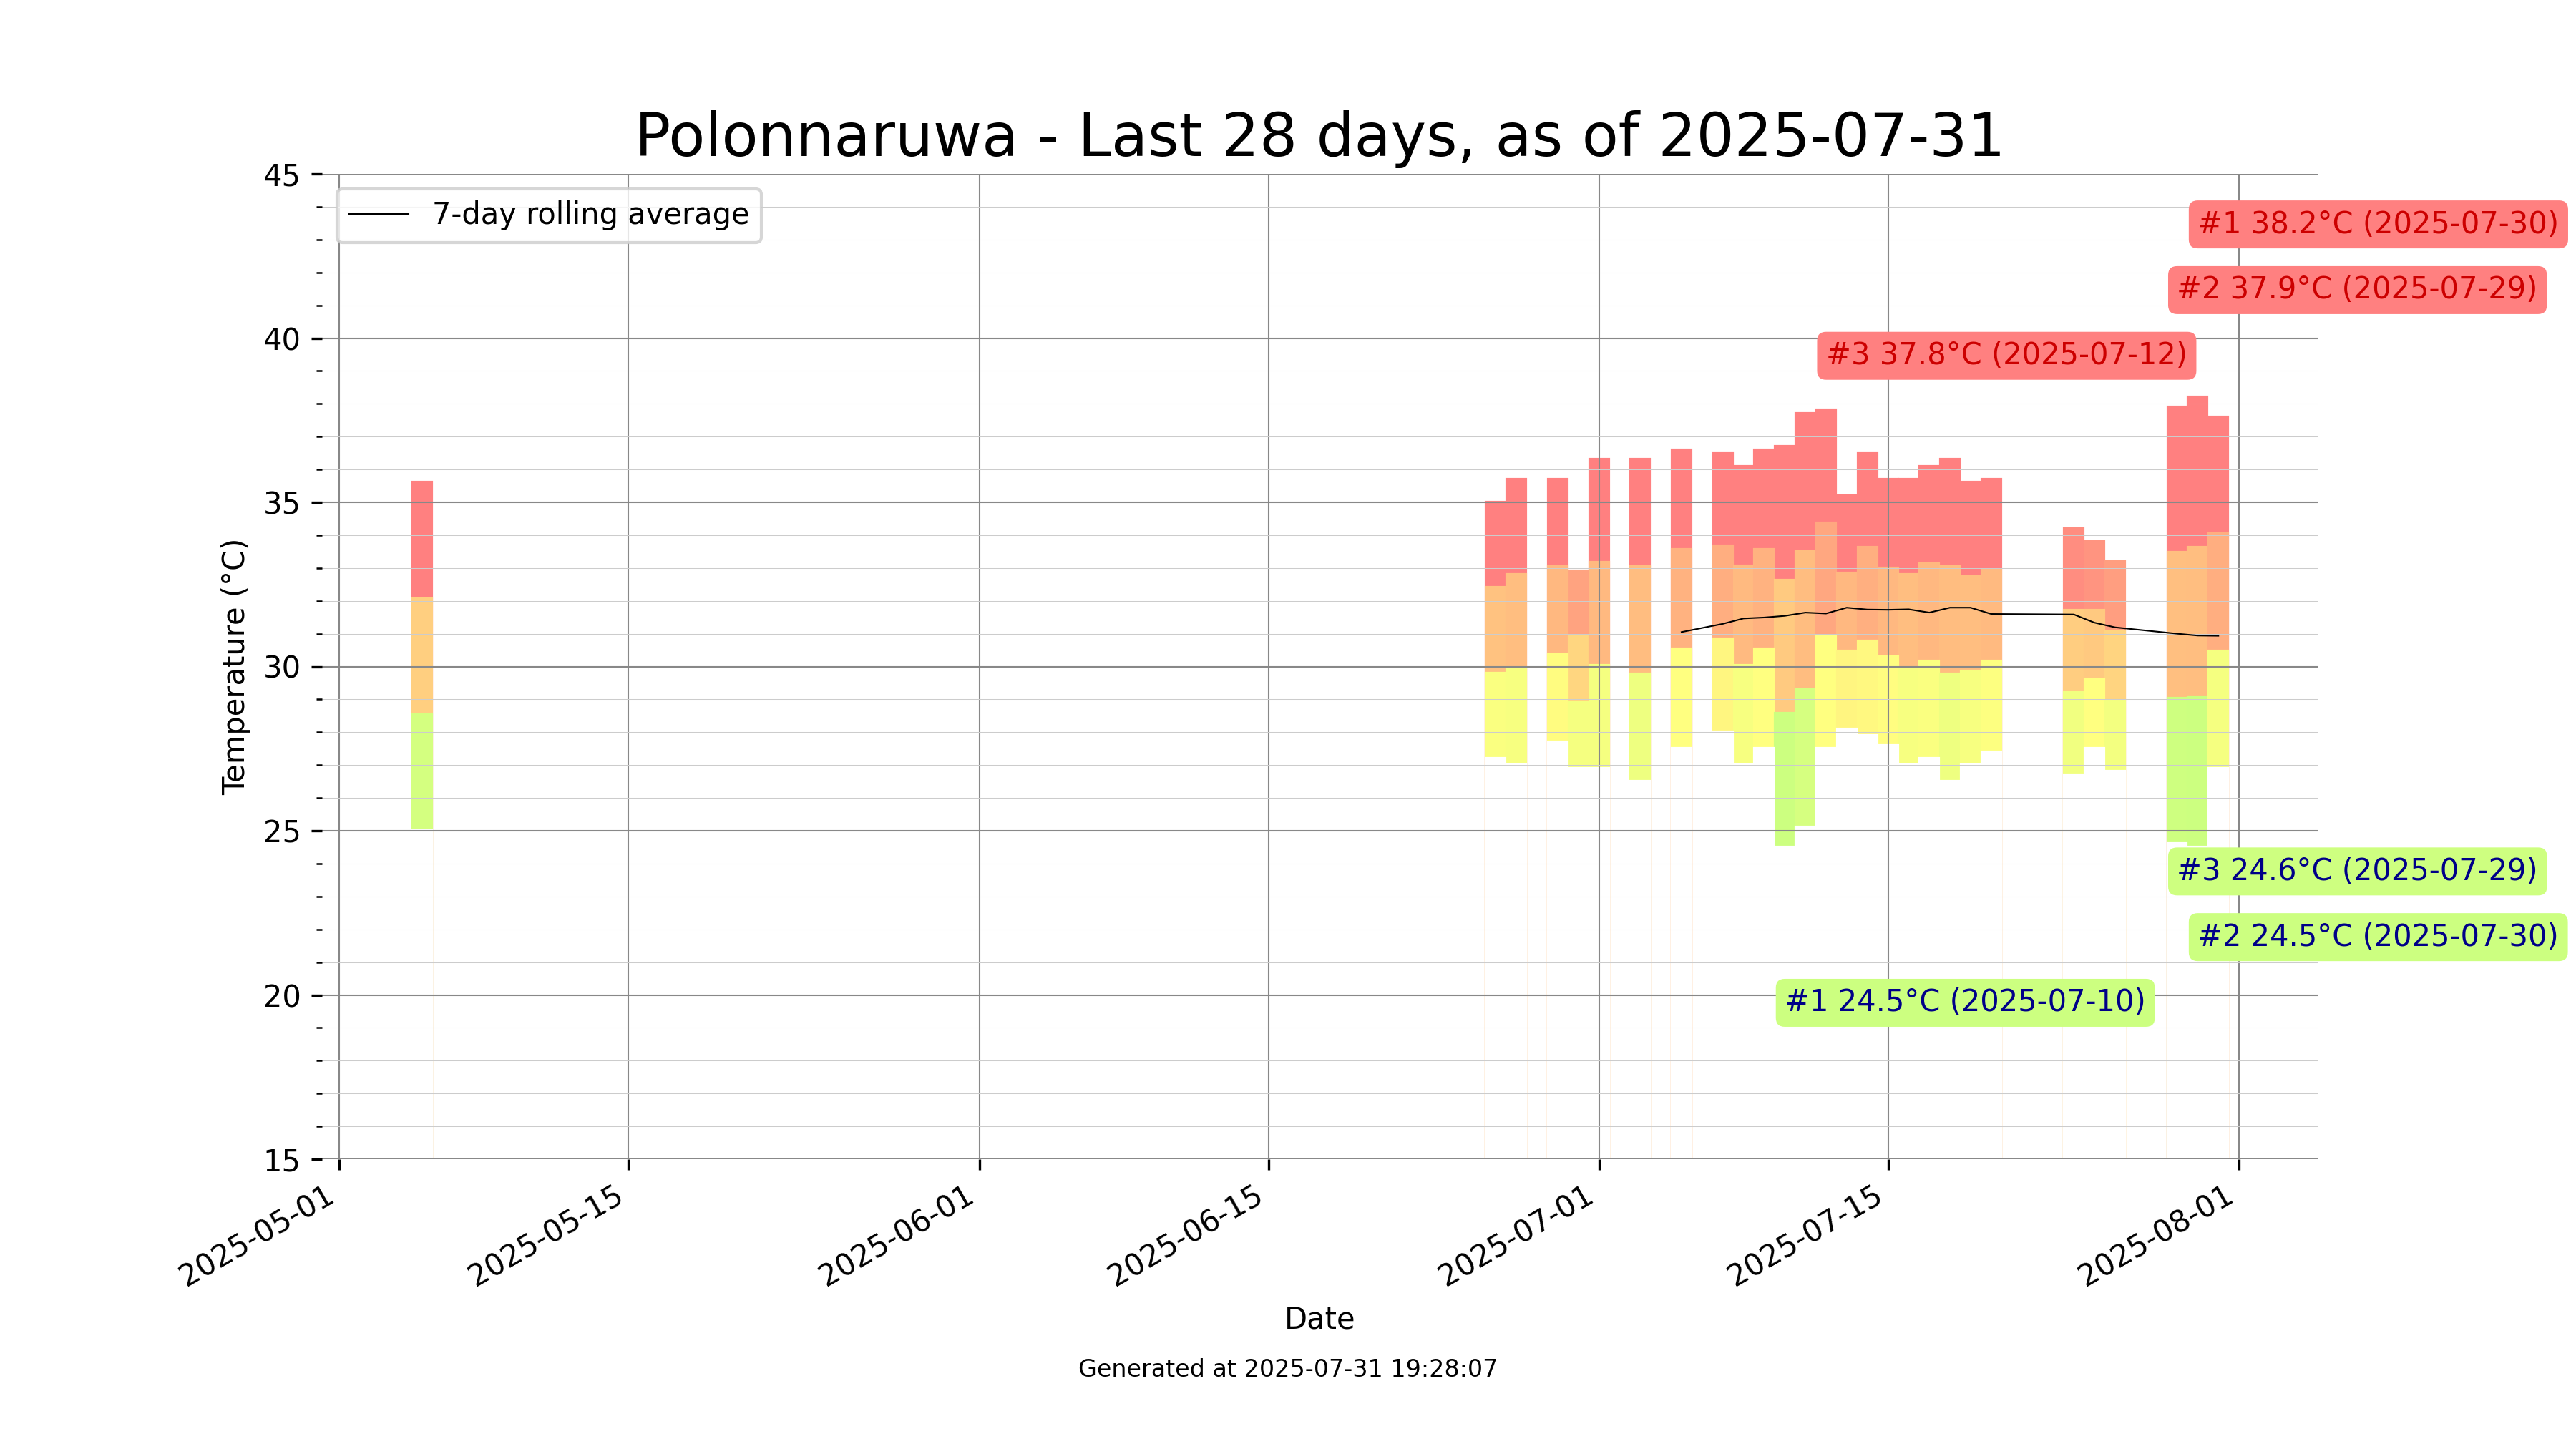 Polonnaruwa - Last 28 days, as of 2025-07-31
7-day rolling average
#1 38.2°C (2025-07-30)
#2 37.9°C (2025-07-29)
#3 37.8°C (2025-07-12)
#3 24.6°C (2025-07-29)
#2 24.5°C (2025-07-30)
#1 24.5°C (2025-07-10)
Temperature (°C)
45
40
35
30
25
20
15
2025-05-01
2025-05-15
2025-06-01
2025-06-15
2025-07-01
2025-07-15
2025-08-01
Date
Generated at 2025-07-31 19:28:07